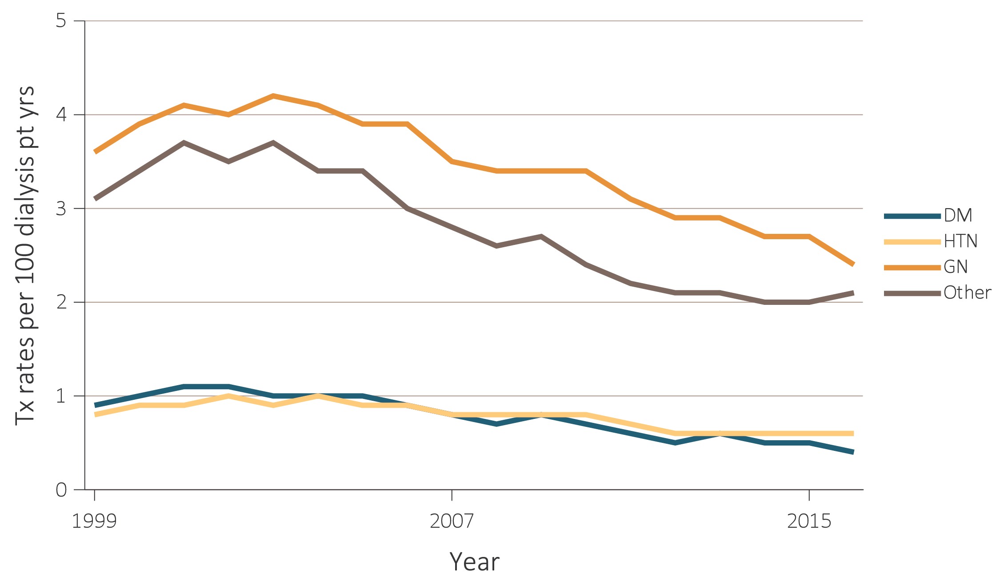 Tx rates per 100 dialysis pt yrs
5
4
3
2
1
0
1999 2007 2015
Year
DM
HTN
GN
Other